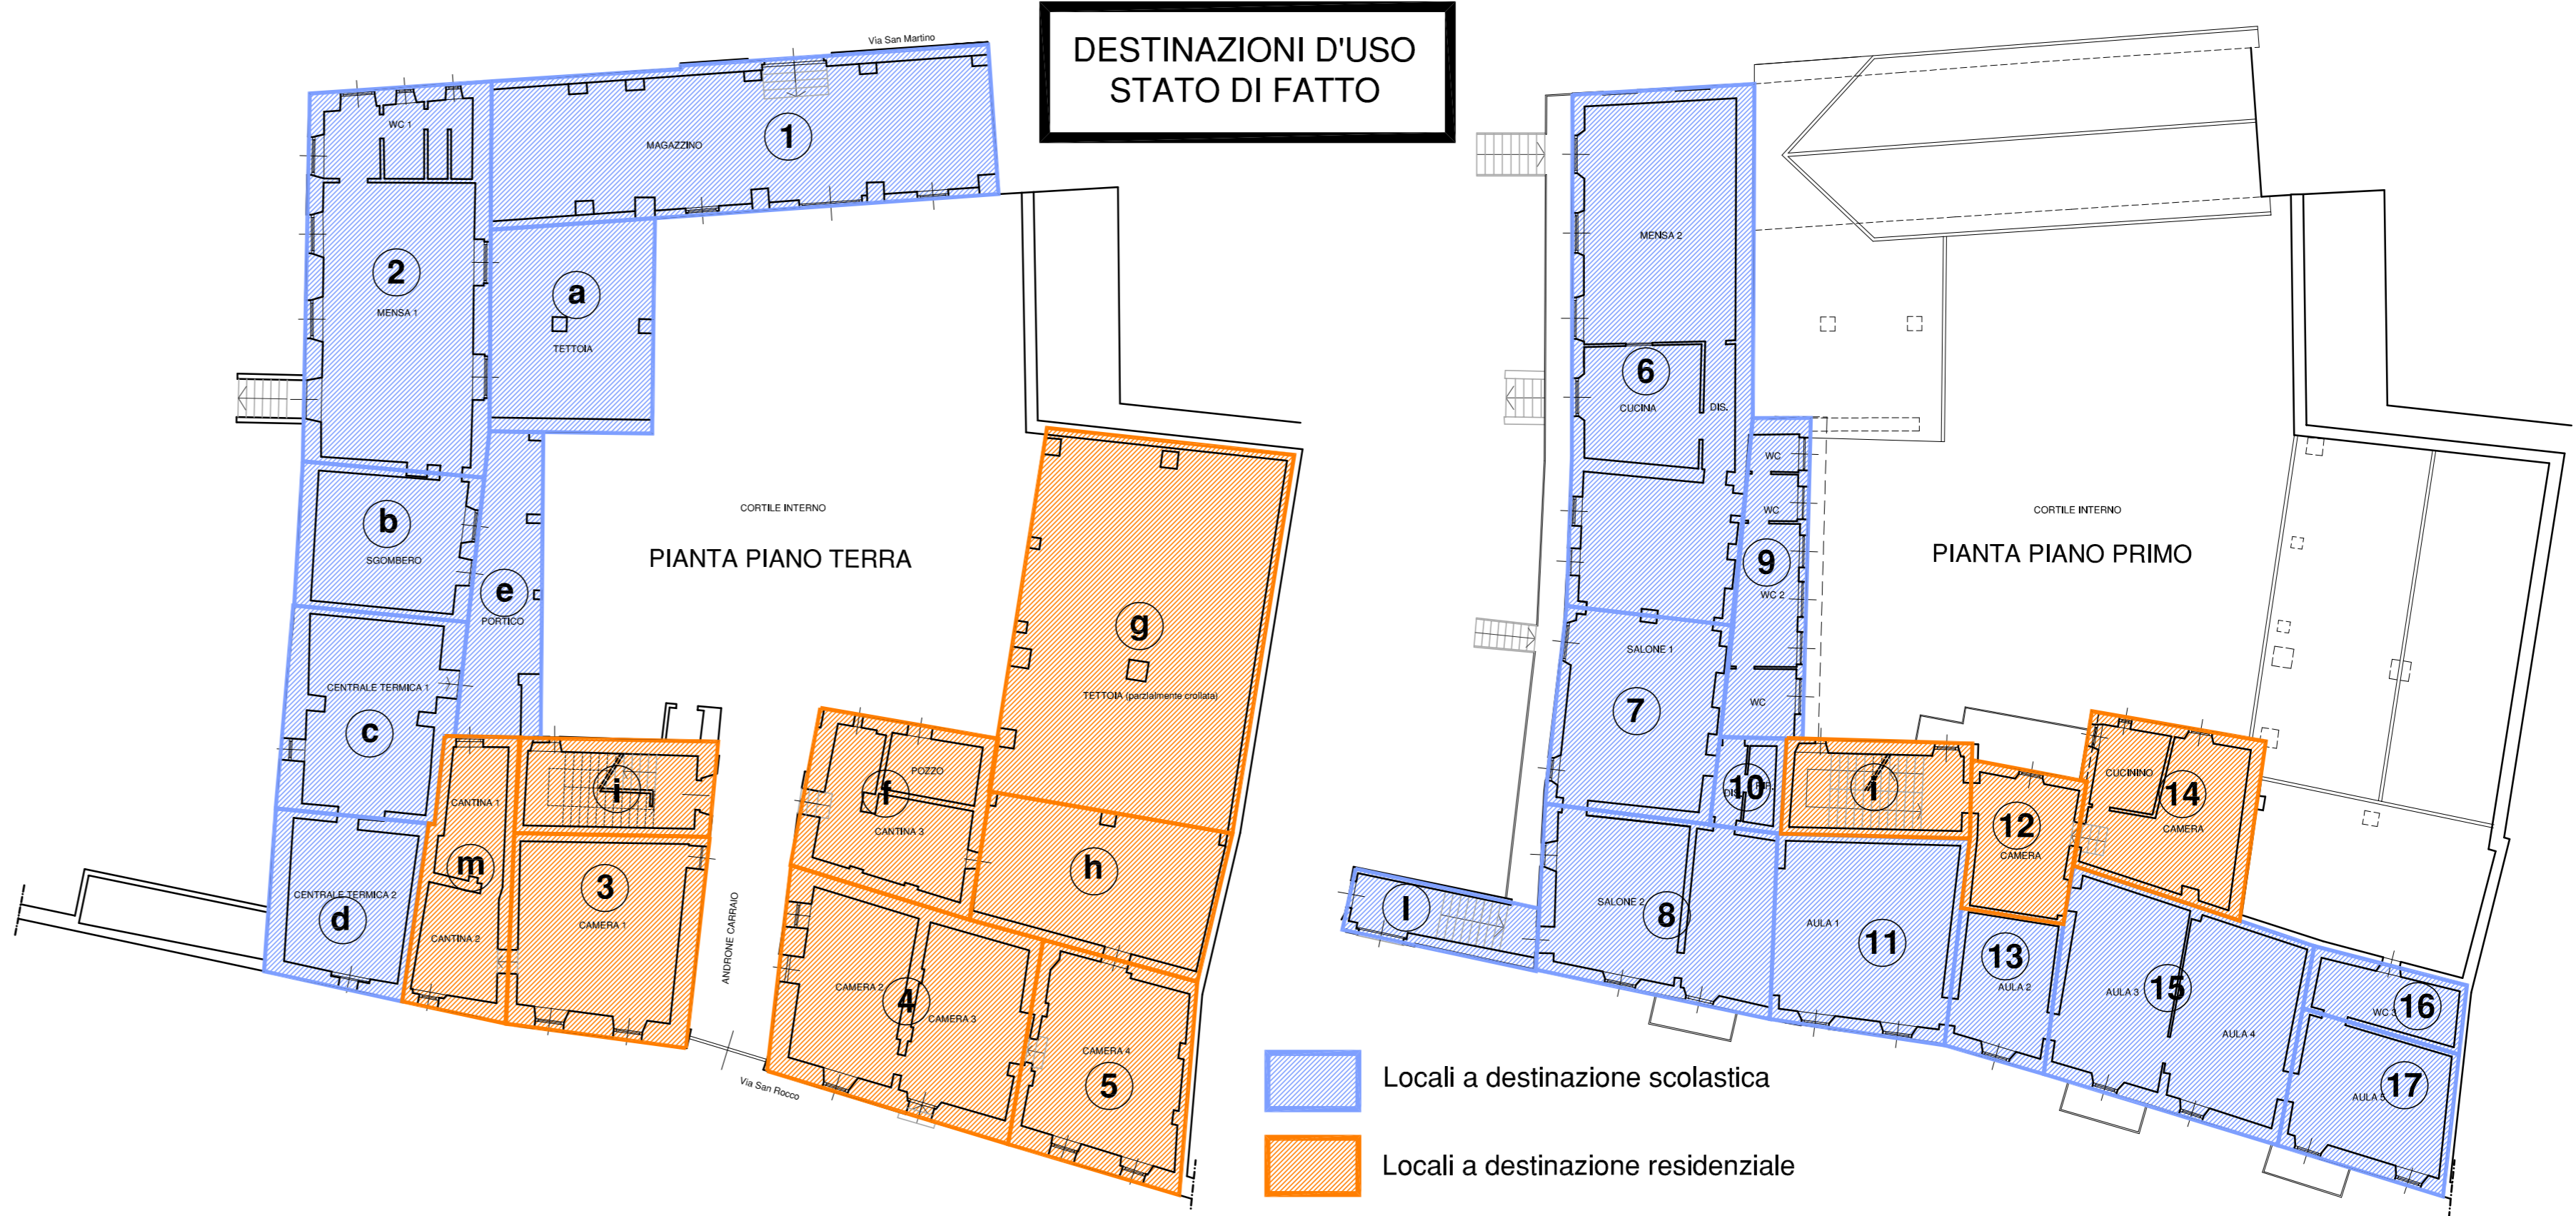 DESTINAZIONI D'USO
STATO DI FATTO
Via San Martino
WC 1
MAGAZZINO
1
2
MENSA 1
a
TETTOIA
b
SGOMBERO
e
PORTICO
CORTILE INTERNO
PIANTA PIANO TERRA
CENTRALE TERMICA 1
c
g
TETTOIA (parzialmente crollata)
CANTINA 1
i
POZZO
f
CANTINA 3
m
3
CAMERA 1
h
CENTRALE TERMICA 2
d
CANTINA 2
ANDRONE CARRAIO
CAMERA 2
4
CAMERA 3
CAMERA 4
5
Via San Rocco
MENSA 2
6
CUCINA
DIS.
WC
WC
9
WC 2
CORTILE INTERNO
PIANTA PIANO PRIMO
SALONE 1
7
WC
10
i
CUCININO
14
CAMERA
12
CAMERA
l
SALONE 2
8
AULA 1
11
13
AULA 2
AULA 3
15
AULA 4
WC 3
16
17
AULA 5
Locali a destinazione scolastica
Locali a destinazione residenziale